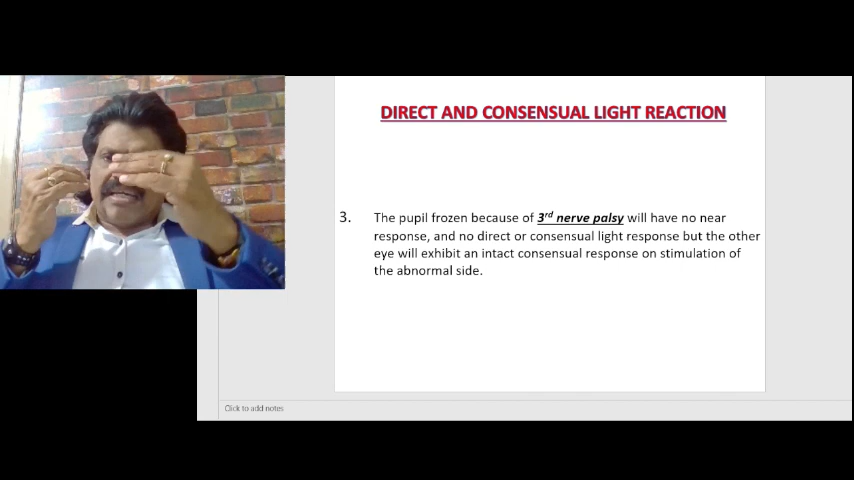 DIRECT AND CONSENSUAL LIGHT REACTION
3. The pupil frozen because of 3rd nerve palsy will have no near
response, and no direct or consensual light response but the other
eye will exhibit an intact consensual response on stimulation of
the abnormal side.
Click to add notes